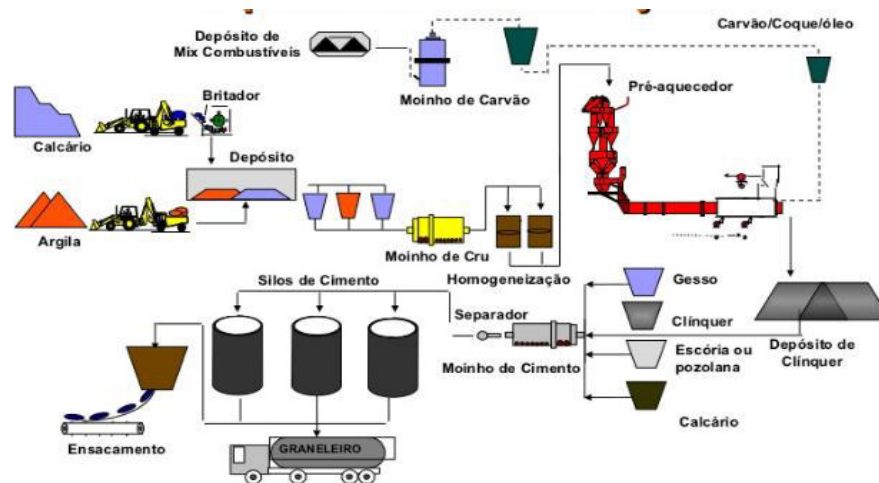 Depósito de
Mix Combustíveis
Moinho de Carvão
Carvão/Coque/óleo
Pré-aquecedor
Britador
Calcário
Depósito
Argila
Moinho de Cru
Homogeneização
Silos de Cimento
Separador
Moinho de Cimento
Gesso
Clínquer
Escória ou
pozolana
Calcário
Depósito de
Clínquer
Ensacamento
GRANELEIRO